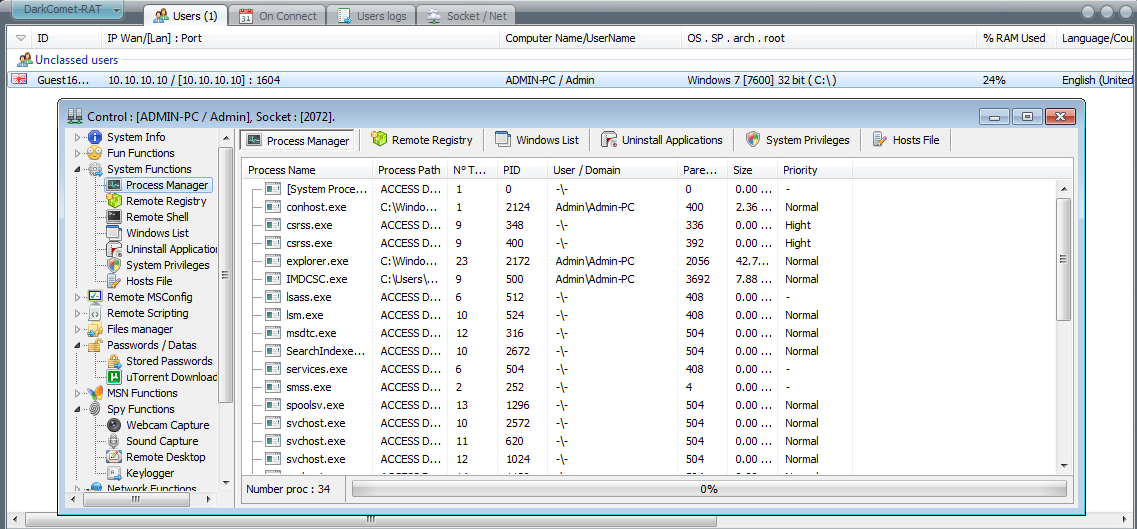 DarkComet-RAT Users (1) On Connect Users logs Socket / Net
ID IP Wan/[Lan] : Port Computer Name/UserName OS . SP . arch . root % RAM Used Language/Cou
Unclassed users
Guest16... 10.10.10.10 / [10.10.10.10] : 1604 ADMIN-PC / Admin Windows 7 [7600] 32 bit ( C:\ ) 24% English (United
Control : [ADMIN-PC / Admin], Socket : [2072].
System Info
Fun Functions
System Functions
Process Manager
Remote Registry
Remote Shell
Windows List
Uninstall Application
System Privileges
Hosts File
Remote MSConfig
Remote Scripting
Files manager
Passwords / Datas
Stored Passwords
uTorrent Download
MSN Functions
Spy Functions
Webcam Capture
Sound Capture
Remote Desktop
Keylogger
Network Functions
Process Manager Remote Registry Windows List Uninstall Applications System Privileges Hosts File
Process Name Process Path N° T... PID User / Domain Pare... Size Priority
[System Proce... ACCESS D... 1 0 -\- 0 0.00 ... -
conhost.exe C:\Windo... 1 2124 Admin\Admin-PC 400 2.36 ... Normal
csrss.exe ACCESS D... 9 348 -\- 336 0.00 ... Hight
csrss.exe ACCESS D... 9 400 -\- 392 0.00 ... Hight
explorer.exe C:\Windo... 23 2172 Admin\Admin-PC 2056 42.7... Normal
IMDCSC.exe C:\Users\... 9 500 Admin\Admin-PC 3692 7.88 ... Normal
lsass.exe ACCESS D... 6 512 -\- 408 0.00 ... -
lsm.exe ACCESS D... 10 524 -\- 408 0.00 ... Normal
msdtc.exe ACCESS D... 12 316 -\- 504 0.00 ... Normal
SearchIndexe... ACCESS D... 10 2672 -\- 504 0.00 ... Normal
services.exe ACCESS D... 6 504 -\- 408 0.00 ... -
smss.exe ACCESS D... 2 252 -\- 4 0.00 ... -
spoolsv.exe ACCESS D... 13 1296 -\- 504 0.00 ... Normal
svchost.exe ACCESS D... 10 2572 -\- 504 0.00 ... Normal
svchost.exe ACCESS D... 11 620 -\- 504 0.00 ... Normal
svchost.exe ACCESS D... 12 1024 -\- 504 0.00 ... Normal
Number proc : 34 0%